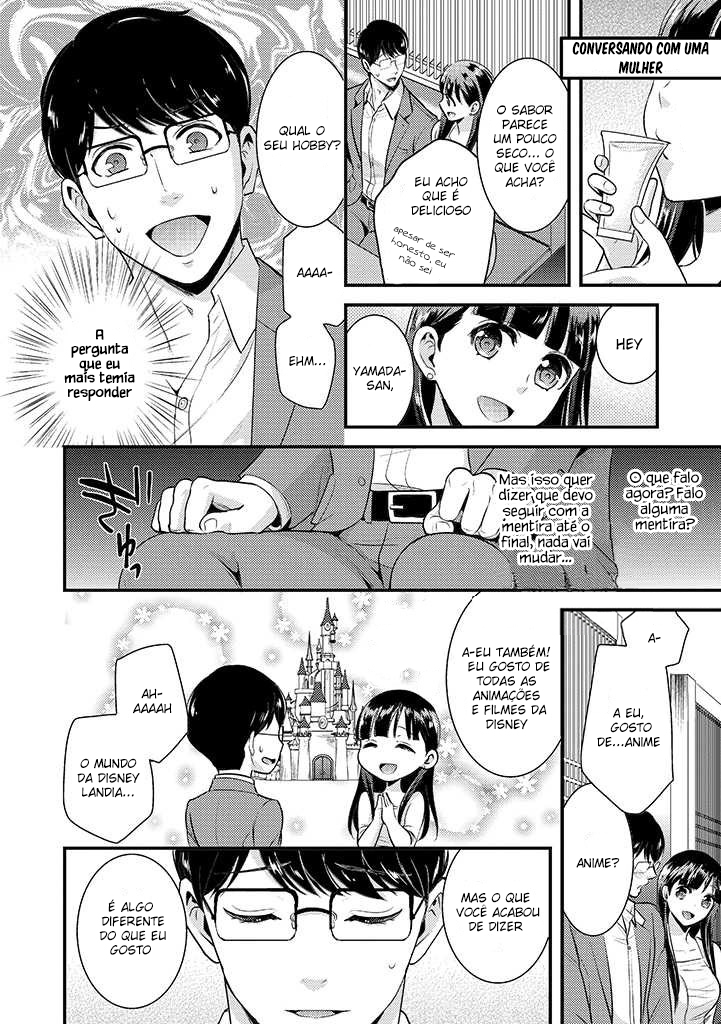 CONVERSANDO COM UMA
MULHER
O SABOR
PARECE
UM POUCO
SECO... O
QUE VOCÊ
ACHA?
EU ACHO
QUE É
DELICIOSO
apesar de ser
honesto, eu
não sei
HEY
YAMADA-
SAN,
QUAL O
SEU HOBBY?
AAAA-
EHM...
A
pergunta
que eu
mais temia
responder
O que falo
agora? Falo
alguma
mentira?
Mas isso quer
dizer que devo
seguir com a
mentira até o
final, nada vai
mudar...
ぎゅっ
A-
A EU,
GOSTO
DE...ANIME
ANIME?
A-EU TAMBÉM!
EU GOSTO DE
TODAS AS
ANIMAÇÕES
E FILMES DA
DISNEY
AH-
AAAAH
O MUNDO
DA DISNEY
LANDIA...
MAS O QUE
VOCÊ ACABOU
DE DIZER
É ALGO
DIFERENTE
DO QUE EU
GOSTO